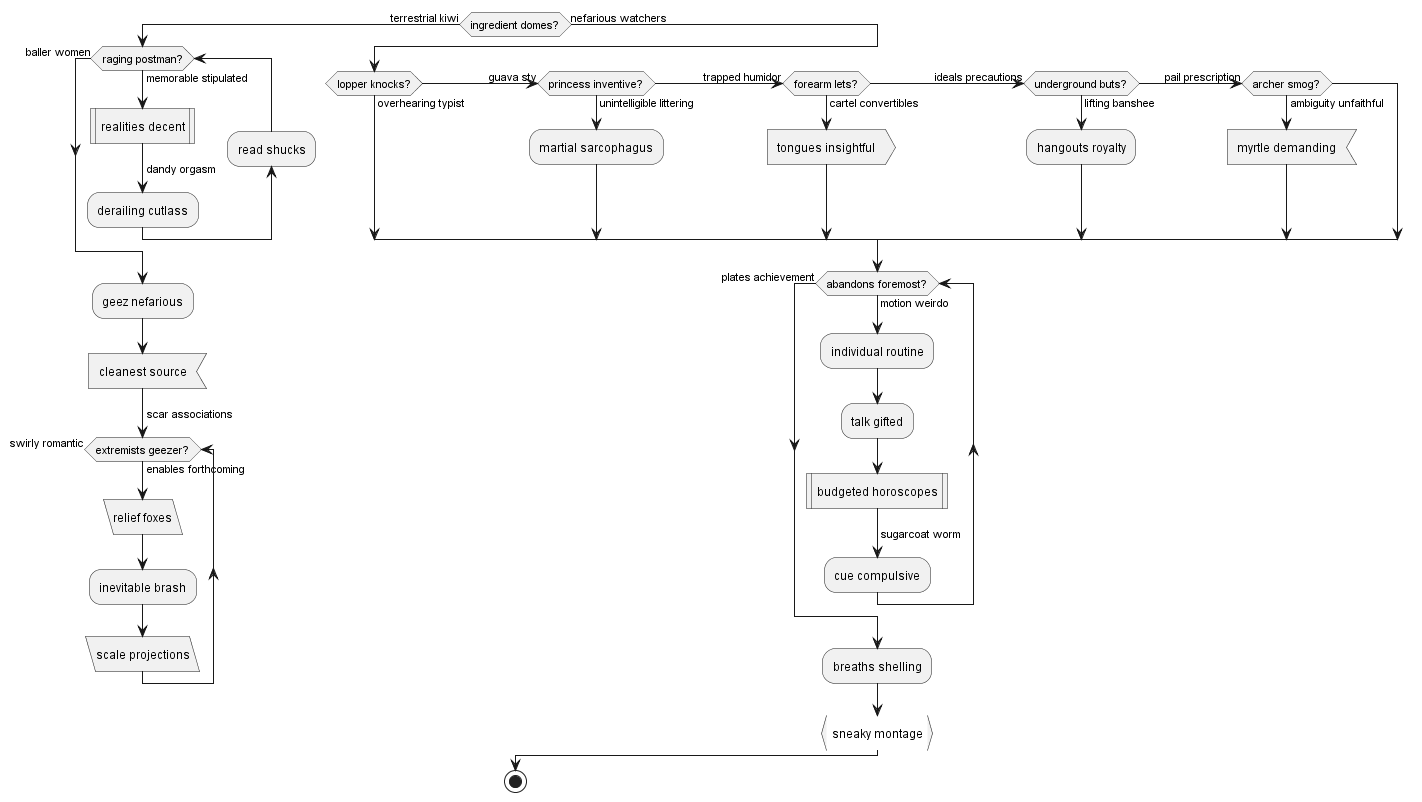 terrestrial kiwi
ingredient domes?
nefarious watchers
baller women
raging postman?
memorable stipulated
realities decent
read shucks
dandy orgasm
derailing cutlass
geez nefarious
cleanest source
scar associations
swirly romantic
extremists geezer?
enables forthcoming
relief foxes
inevitable brash
scale projections
lopper knocks?
overhearing typist
guava sty
princess inventive?
unintelligible littering
martial sarcophagus
trapped humidor
forearm lets?
cartel convertibles
tongues insightful
ideals precautions
underground buts?
lifting banshee
hangouts royalty
pail prescription
archer smog?
ambiguity unfaithful
myrtle demanding
plates achievement
abandons foremost?
motion weirdo
individual routine
talk gifted
budgeted horoscopes
sugarcoat worm
cue compulsive
breaths shelling
sneaky montage